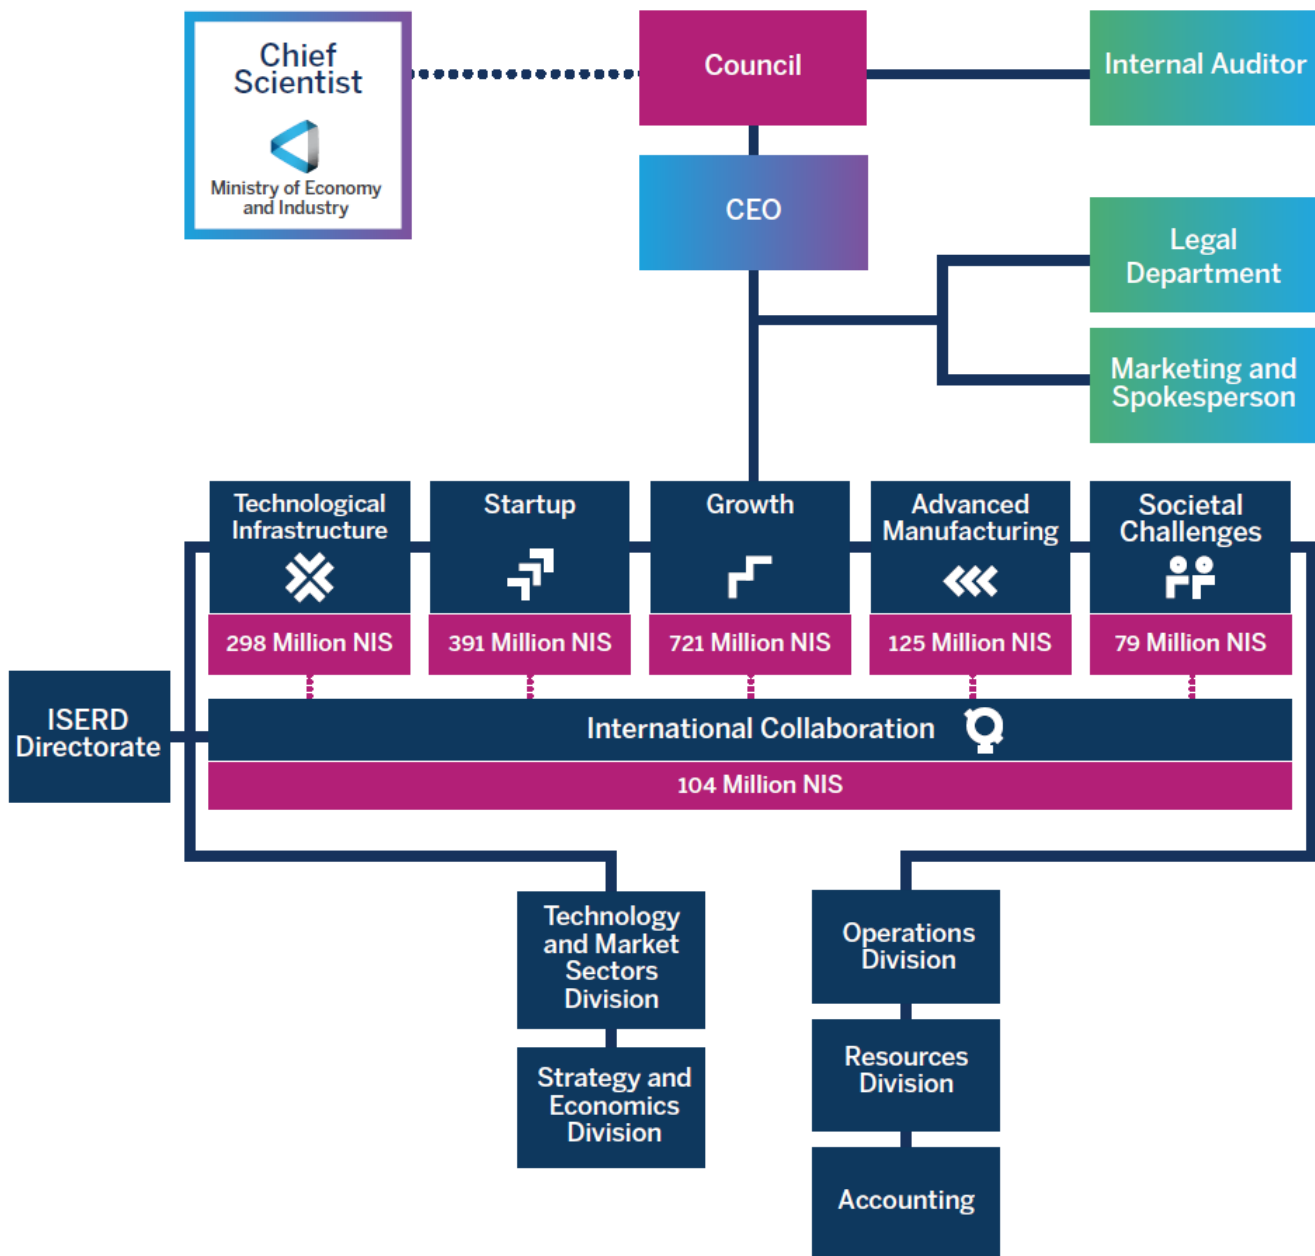 Chief
Scientist
Ministry of Economy
and Industry
Council
Internal Auditor
CEO
Legal
Department
Marketing and
Spokesperson
Technological
Infrastructure
298 Million NIS
Startup
391 Million NIS
Growth
721 Million NIS
Advanced
Manufacturing
125 Million NIS
Societal
Challenges
79 Million NIS
ISERD
Directorate
International Collaboration
104 Million NIS
Technology
and Market
Sectors
Division
Strategy and
Economics
Division
Operations
Division
Resources
Division
Accounting